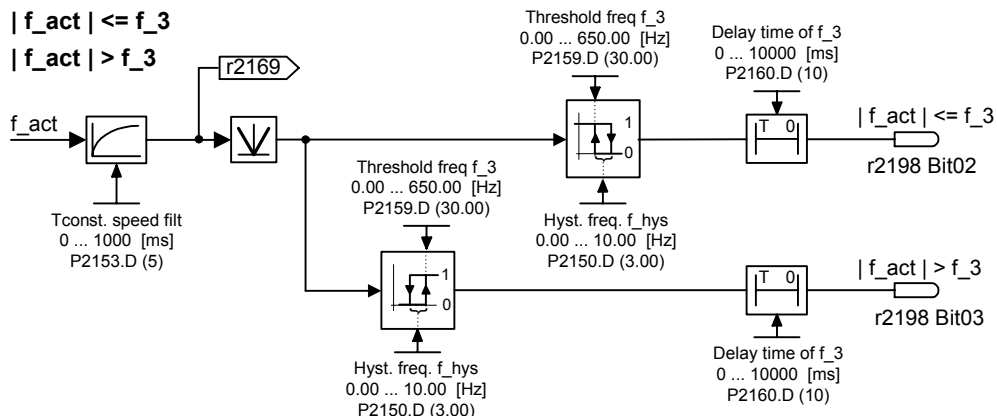 | f_act | <= f_3
| f_act | > f_3
r2169
f_act
Tconst. speed filt
0 ... 1000 [ms]
P2153.D (5)
Threshold freq f_3
0.00 ... 650.00 [Hz]
P2159.D (30.00)
1
0
Hyst. freq. f_hys
0.00 ... 10.00 [Hz]
P2150.D (3.00)
Delay time of f_3
0 ... 10000 [ms]
P2160.D (10)
T 0
| f_act | <= f_3
r2198 Bit02
Threshold freq f_3
0.00 ... 650.00 [Hz]
P2159.D (30.00)
1
0
Hyst. freq. f_hys
0.00 ... 10.00 [Hz]
P2150.D (3.00)
T 0
Delay time of f_3
0 ... 10000 [ms]
P2160.D (10)
| f_act | > f_3
r2198 Bit03